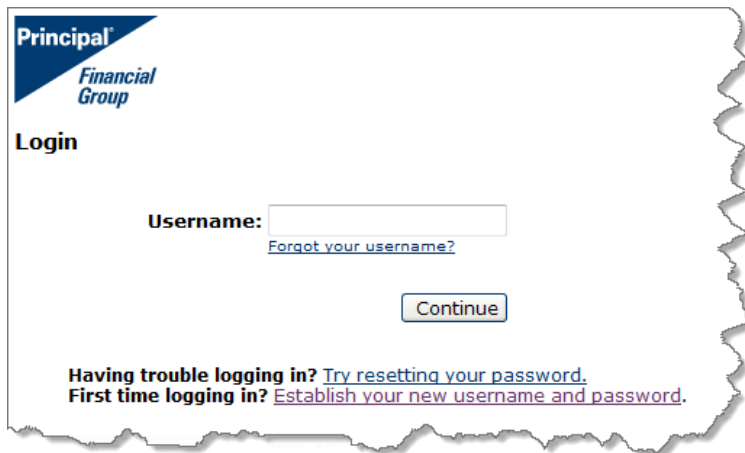 Principal®
Financial
Group
Login
Username:
Forgot your username?
Continue
Having trouble logging in? Try resetting your password.
First time logging in? Establish your new username and password.